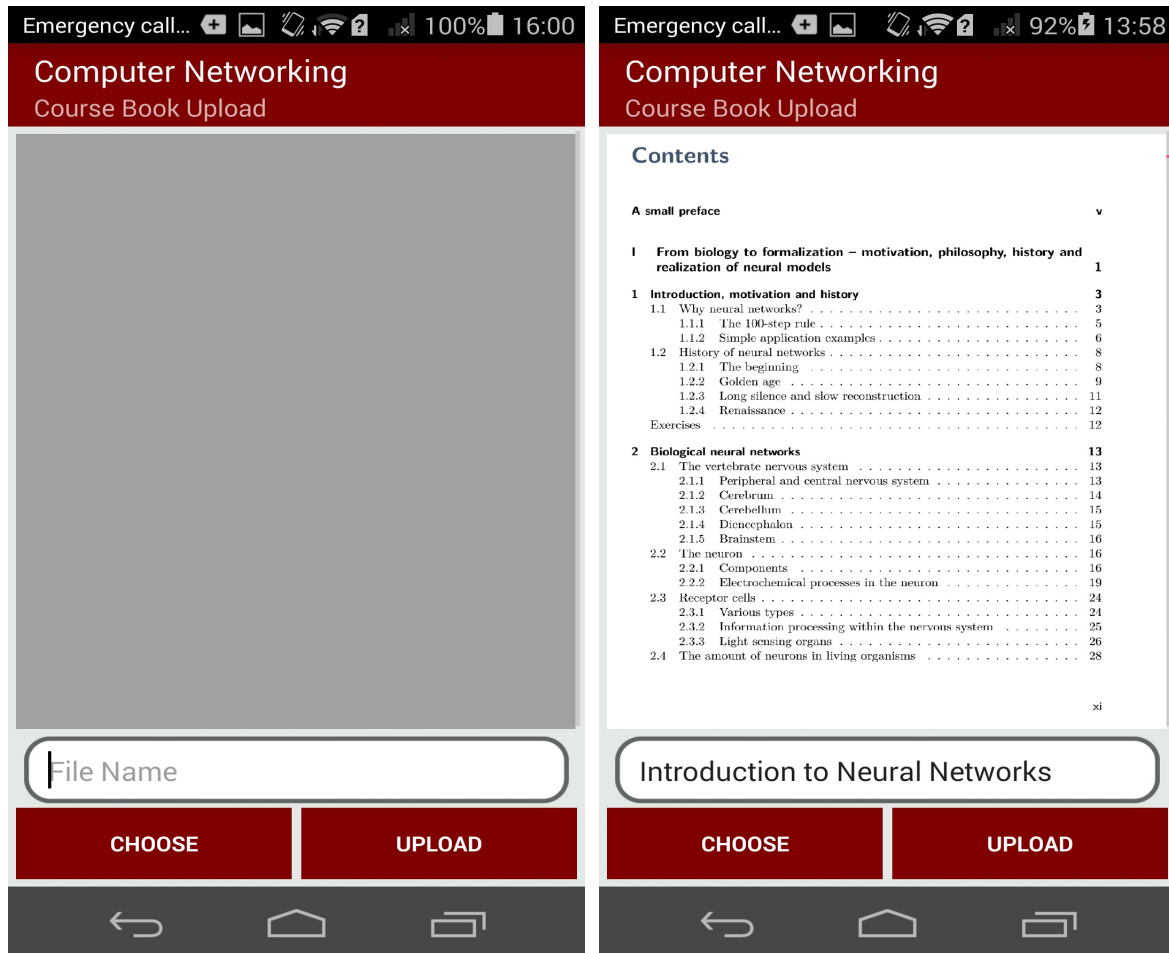 Emergency call... 100% 16:00
Computer Networking
Course Book Upload
File Name
CHOOSE UPLOAD
Emergency call... 92% 13:58
Computer Networking
Course Book Upload
Contents
A small preface v
I From biology to formalization – motivation, philosophy, history and
realization of neural models 1
1 Introduction, motivation and history 3
1.1 Why neural networks? . . . . . . . . . . . . . . . . . . . . . . . . . . . . 3
1.1.1 The 100-step rule . . . . . . . . . . . . . . . . . . . . . . . . . . . 5
1.1.2 Simple application examples . . . . . . . . . . . . . . . . . . . . . 6
1.2 History of neural networks . . . . . . . . . . . . . . . . . . . . . . . . . . 8
1.2.1 The beginning . . . . . . . . . . . . . . . . . . . . . . . . . . . . 8
1.2.2 Golden age . . . . . . . . . . . . . . . . . . . . . . . . . . . . . . 9
1.2.3 Long silence and slow reconstruction . . . . . . . . . . . . . . . . 11
1.2.4 Renaissance . . . . . . . . . . . . . . . . . . . . . . . . . . . . . . 12
Exercises . . . . . . . . . . . . . . . . . . . . . . . . . . . . . . . . . . . 12
2 Biological neural networks 13
2.1 The vertebrate nervous system . . . . . . . . . . . . . . . . . . . . . . . 13
2.1.1 Peripheral and central nervous system . . . . . . . . . . . . . . . 13
2.1.2 Cerebrum . . . . . . . . . . . . . . . . . . . . . . . . . . . . . . . 14
2.1.3 Cerebellum . . . . . . . . . . . . . . . . . . . . . . . . . . . . . . 15
2.1.4 Diencephalon . . . . . . . . . . . . . . . . . . . . . . . . . . . . . 15
2.1.5 Brainstem . . . . . . . . . . . . . . . . . . . . . . . . . . . . . . . 16
2.2 The neuron . . . . . . . . . . . . . . . . . . . . . . . . . . . . . . . . . . 16
2.2.1 Components . . . . . . . . . . . . . . . . . . . . . . . . . . . . . 16
2.2.2 Electrochemical processes in the neuron . . . . . . . . . . . . . . 19
2.3 Receptor cells . . . . . . . . . . . . . . . . . . . . . . . . . . . . . . . . . 24
2.3.1 Various types . . . . . . . . . . . . . . . . . . . . . . . . . . . . . 24
2.3.2 Information processing within the nervous system . . . . . . . . 25
2.3.3 Light sensing organs . . . . . . . . . . . . . . . . . . . . . . . . . 26
2.4 The amount of neurons in living organisms . . . . . . . . . . . . . . . . 28
xi
Introduction to Neural Networks
CHOOSE UPLOAD